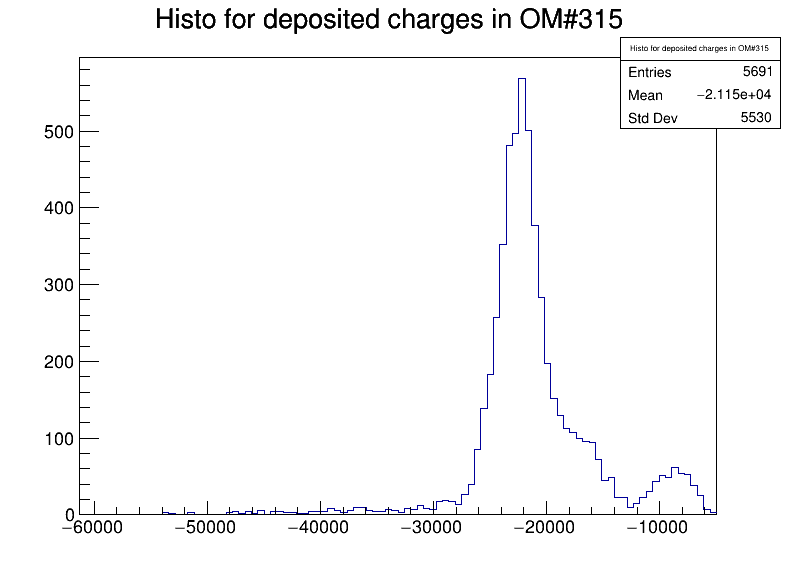 Histo for deposited charges in OM#315
Histo for deposited charges in OM#315
Entries 5691
Mean −2.115e+04
Std Dev 5530
500
400
300
200
100
0
−60000 −50000 −40000 −30000 −20000 −10000